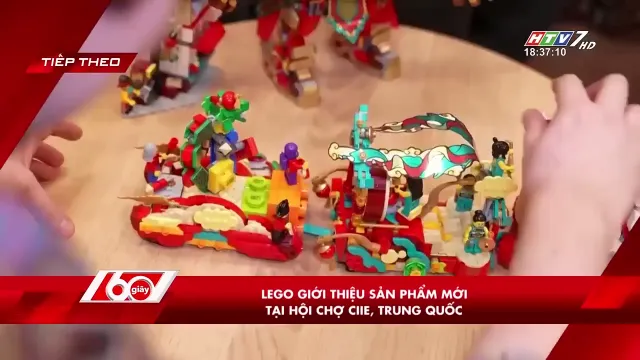 TIẾP THEO
HTV7 HD
18:37:10
60 giây
LEGO GIỚI THIỆU SẢN PHẨM MỚI
TẠI HỘI CHỢ CIIE, TRUNG QUỐC